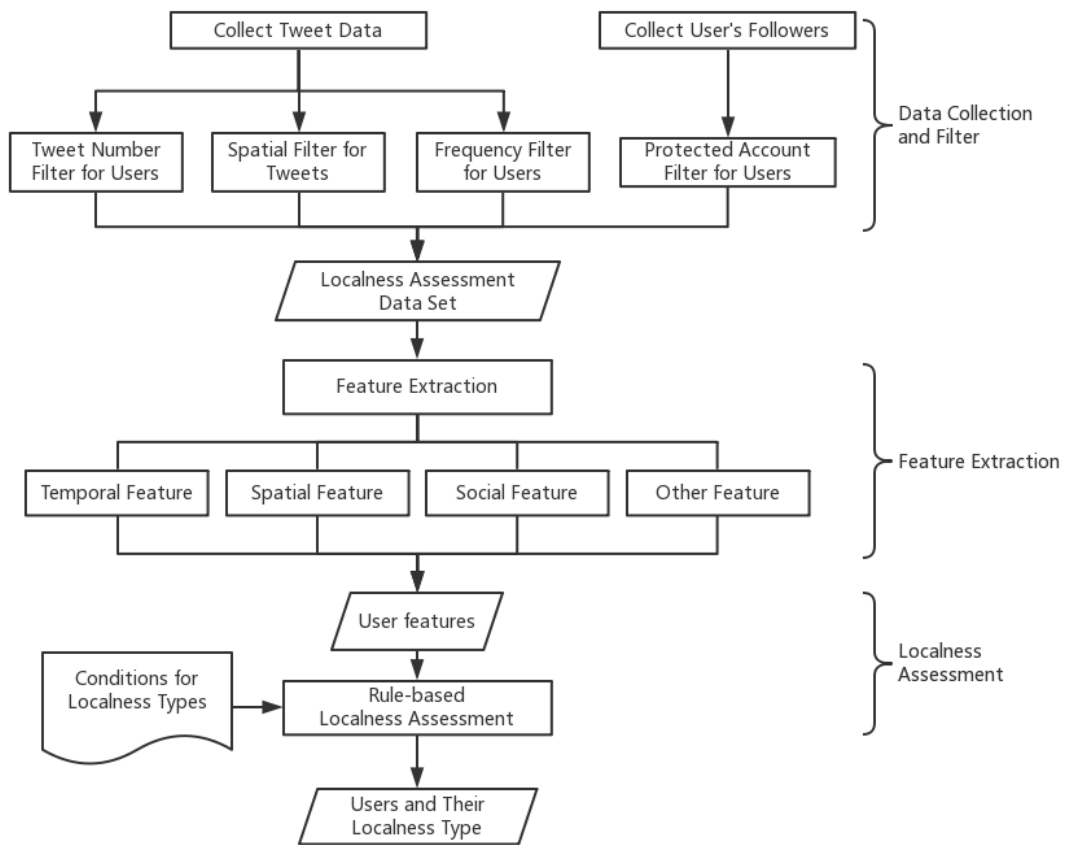 Collect Tweet Data
Collect User's Followers
Data Collection
and Filter
Tweet Number
Filter for Users
Spatial Filter for
Tweets
Frequency Filter
for Users
Protected Account
Filter for Users
Localness Assessment
Data Set
Feature Extraction
Feature Extraction
Temporal Feature
Spatial Feature
Social Feature
Other Feature
User features
Localness
Assessment
Conditions for
Localness Types
Rule-based
Localness Assessment
Users and Their
Localness Type